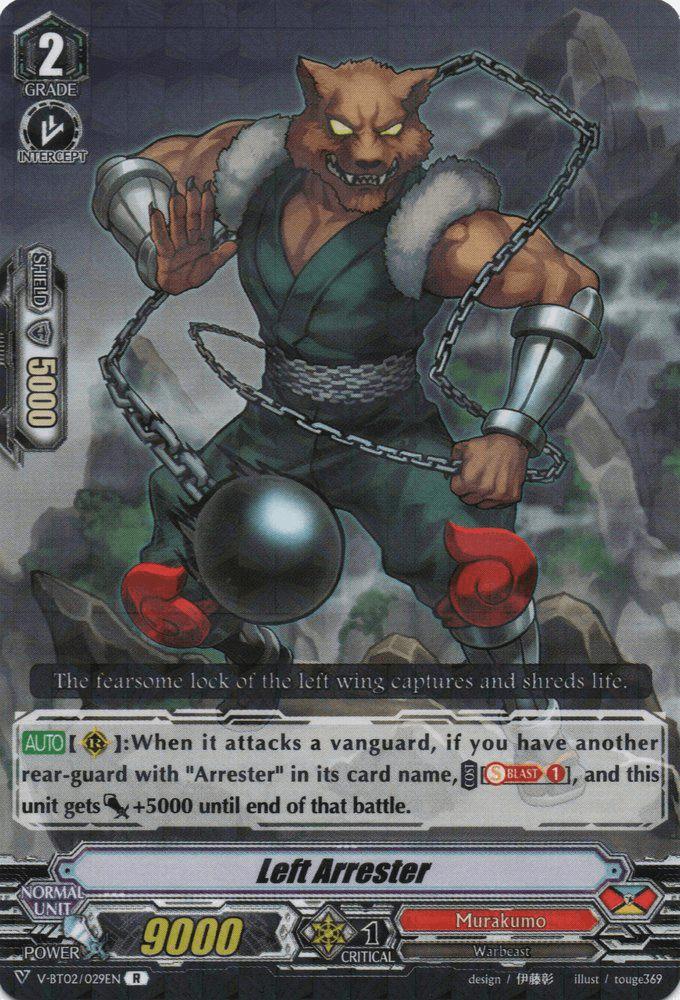 2
GRADE
INTERCEPT
SHIELD
5000
The fearsome lock of the left wing captures and shreds life.
AUTO[ R ]:When it attacks a vanguard, if you have another
rear-guard with "Arrester" in its card name, COST[S BLAST 1], and this
unit gets +5000 until end of that battle.
Left Arrester
NORMAL
UNIT
POWER
9000
1
CRITICAL
Murakumo
Warbeast
V-BT02/029EN R
design / 伊藤彰 illust / touge369